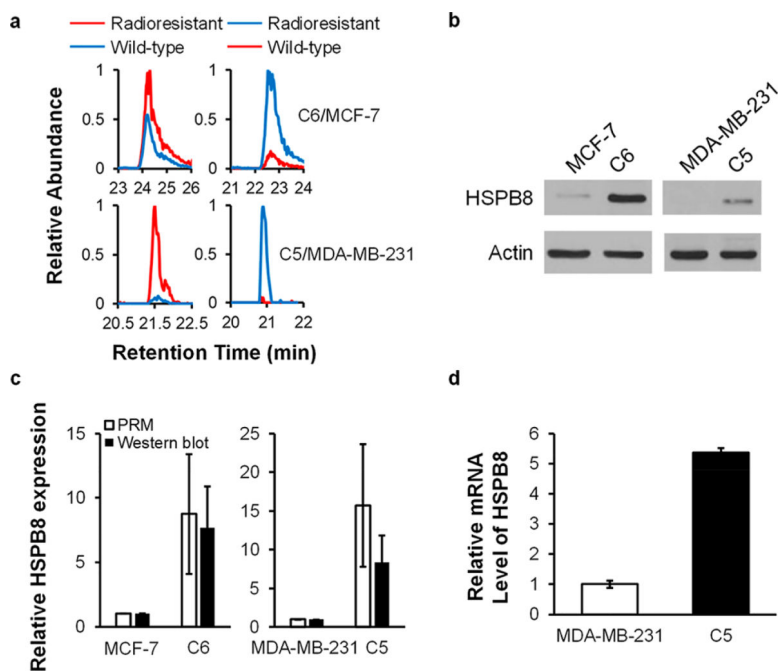 a
Radioresistant
Wild-type
Radioresistant
Wild-type
Relative Abundance
1
0.5
0
23 24 25 26
1
0.5
0
21 22 23 24
C6/MCF-7
1
0.5
0
20.5 21.5 22.5
1
0.5
0
20 21 22
C5/MDA-MB-231
Retention Time (min)
b
MCF-7
C6
MDA-MB-231
C5
HSPB8
Actin
c
Relative HSPB8 expression
PRM
Western blot
15
10
5
0
MCF-7 C6
25
20
15
10
5
0
MDA-MB-231 C5
d
Relative mRNA
Level of HSPB8
6
5
4
3
2
1
0
MDA-MB-231 C5